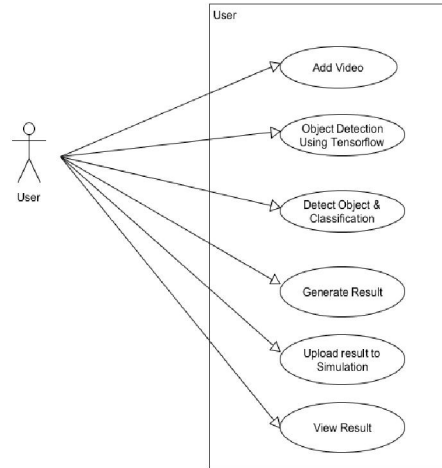 User
Add Video
Object Detection
Using Tensorflow
User
Detect Object &
Classification
Generate Result
Upload result to
Simulation
View Result